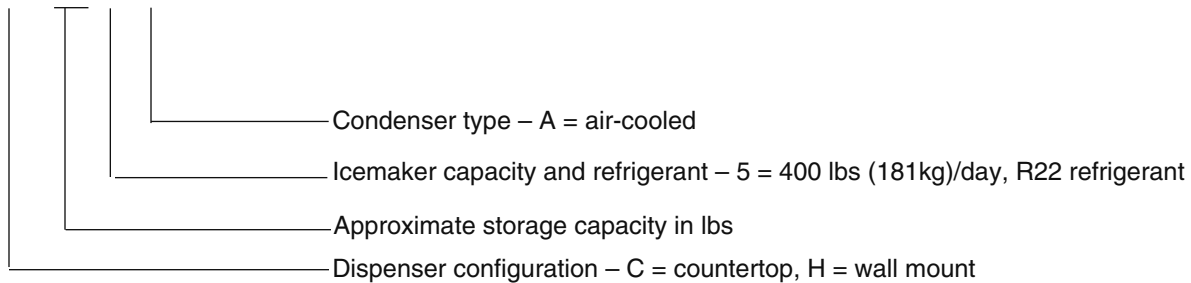 Condenser type – A = air-cooled
Icemaker capacity and refrigerant – 5 = 400 lbs (181kg)/day, R22 refrigerant
Approximate storage capacity in lbs
Dispenser configuration – C = countertop, H = wall mount